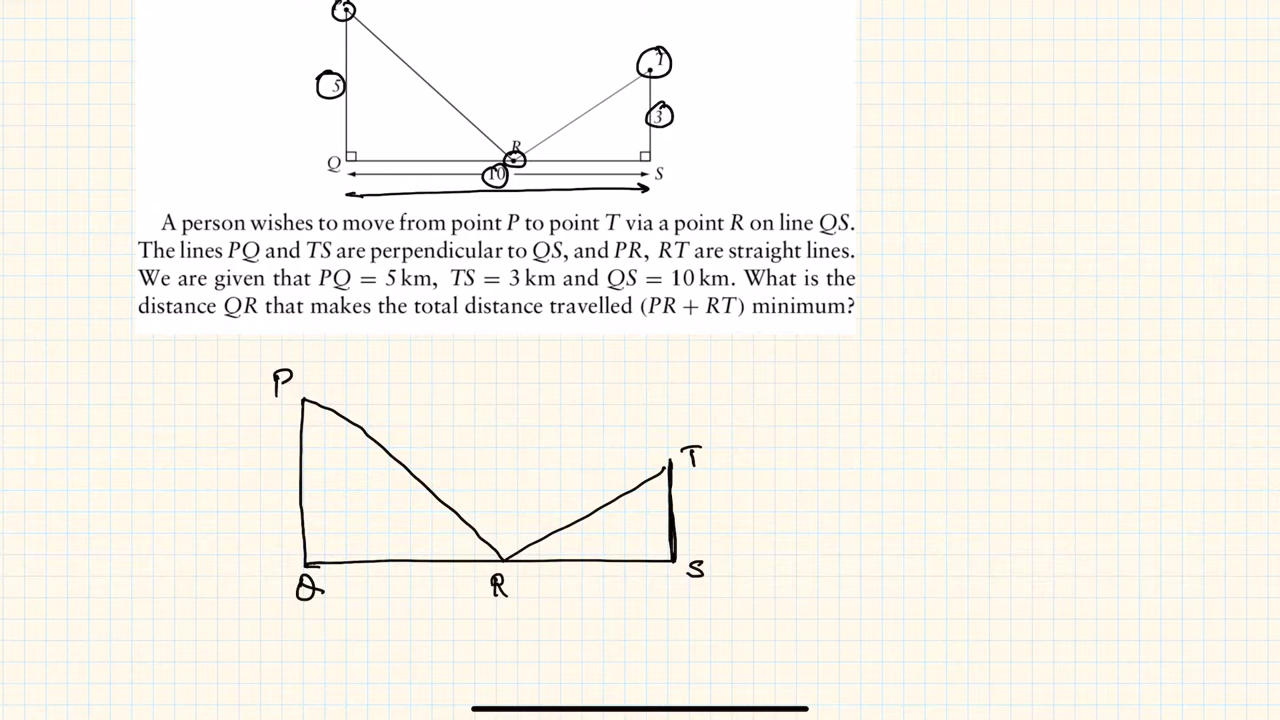 5
T
3
R
Q
10
S
A person wishes to move from point P to point T via a point R on line QS.
The lines PQ and TS are perpendicular to QS, and PR, RT are straight lines.
We are given that PQ = 5 km, TS = 3 km and QS = 10 km. What is the
distance QR that makes the total distance travelled (PR + RT) minimum?
P
T
Q
R
S